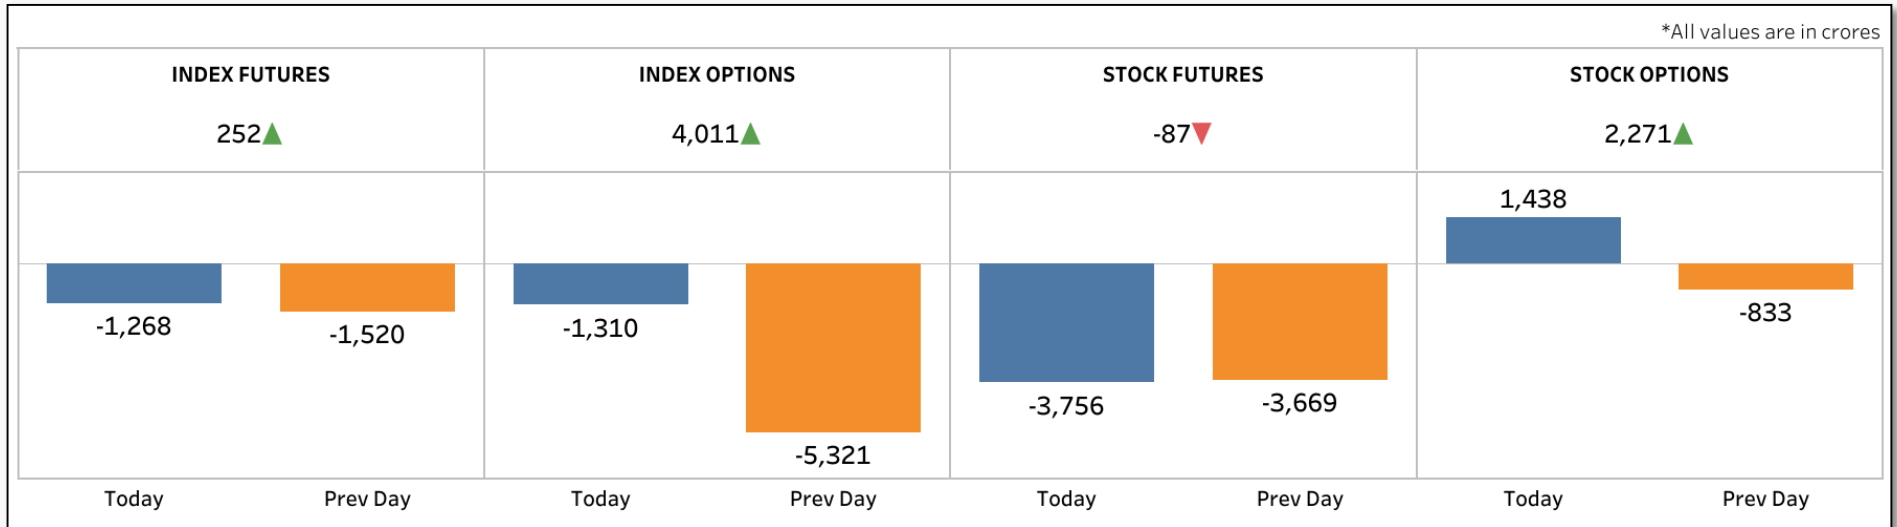 *All values are in crores
INDEX FUTURES
INDEX OPTIONS
STOCK FUTURES
STOCK OPTIONS
252▲
4,011▲
-87▼
2,271▲
1,438
-1,268
-1,520
-1,310
-5,321
-3,756
-3,669
-833
Today
Prev Day
Today
Prev Day
Today
Prev Day
Today
Prev Day